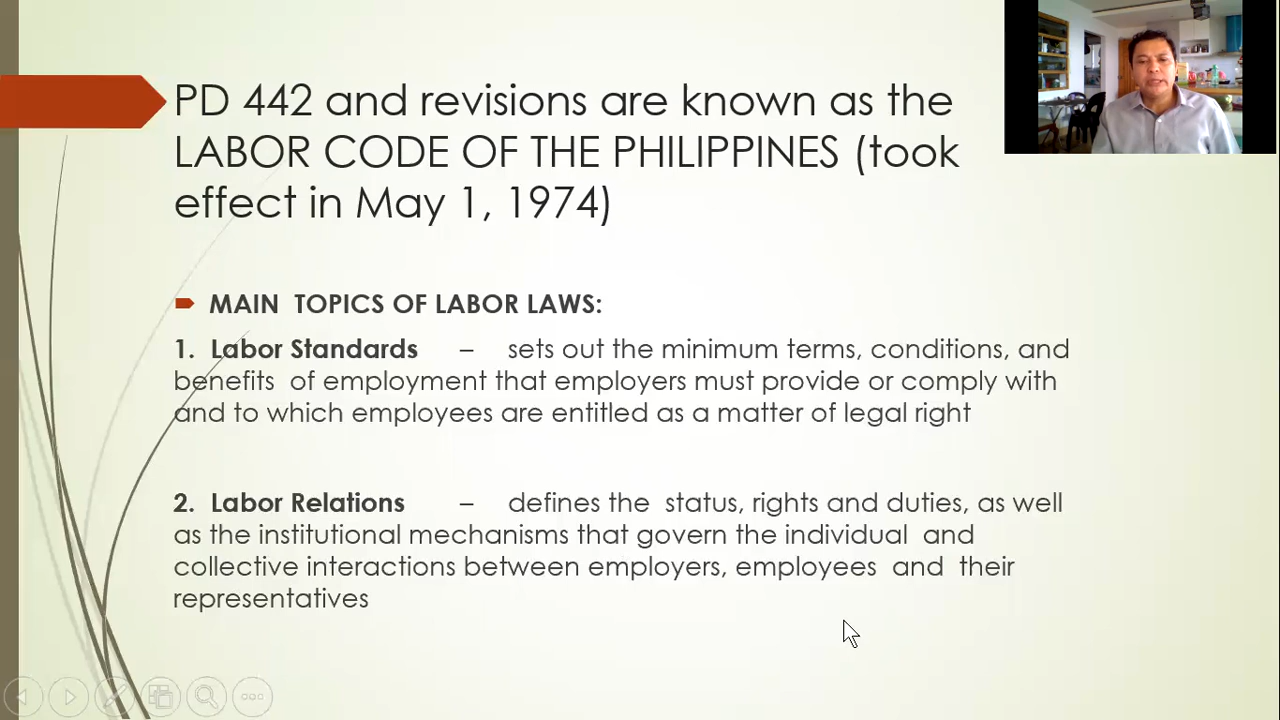 PD 442 and revisions are known as the
LABOR CODE OF THE PHILIPPINES (took
effect in May 1, 1974)
MAIN TOPICS OF LABOR LAWS:
1. Labor Standards – sets out the minimum terms, conditions, and
benefits of employment that employers must provide or comply with
and to which employees are entitled as a matter of legal right
2. Labor Relations – defines the status, rights and duties, as well
as the institutional mechanisms that govern the individual and
collective interactions between employers, employees and their
representatives